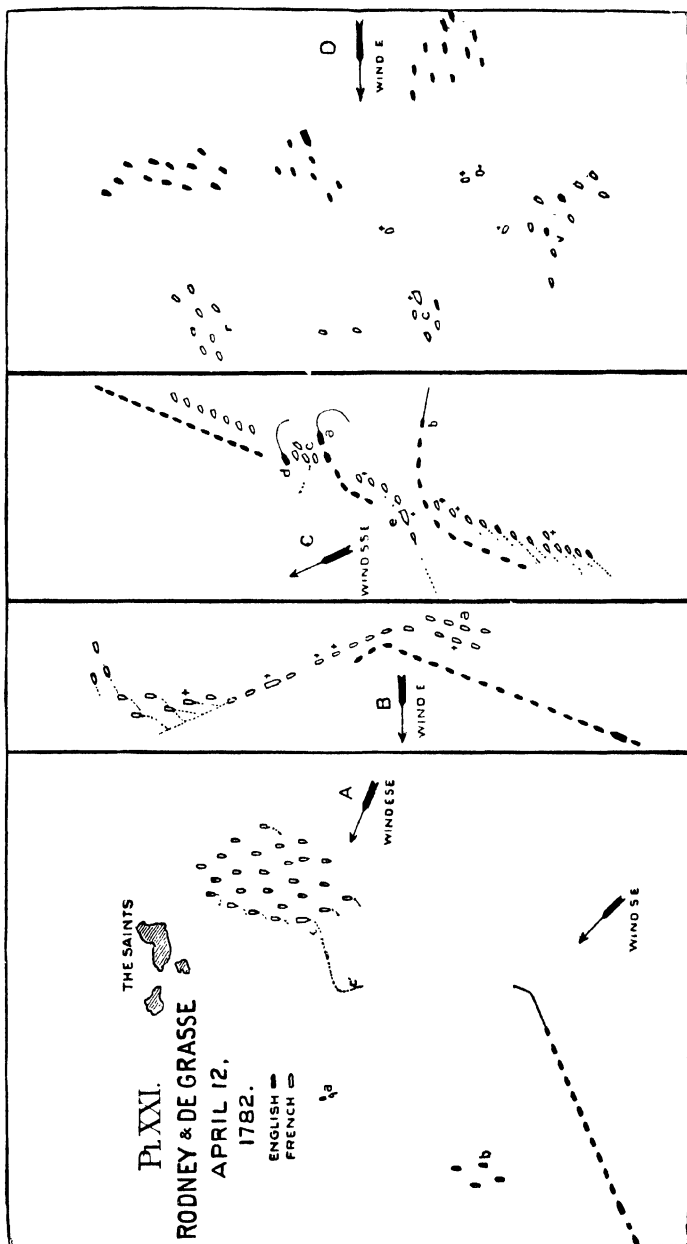 Pl XXI.
RODNEY & DE GRASSE
APRIL 12,
1782.
ENGLISH
FRENCH
THE SAINTS
a
b
c
c'
A
WIND ESE
WIND S E
B
WIND E
a
C
WIND SSE
a
b
c
d
e
D
WIND E
r
c
v